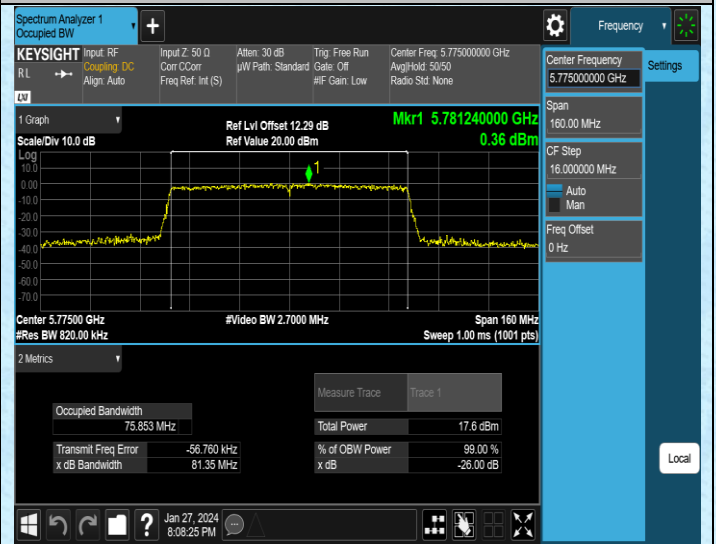 Spectrum Analyzer 1
Occupied BW
+
Frequency
KEYSIGHT Input: RF Input Z: 50 Ω Atten: 30 dB Trig: Free Run Center Freq: 5.775000000 GHz
RL Coupling: DC Corr CCorr µW Path: Standard Gate: Off Avg|Hold: 50/50
Align: Auto Freq Ref: Int (S) #IF Gain: Low Radio Std: None
LXI
Center Frequency
5.775000000 GHz
Settings
Span
160.00 MHz
CF Step
16.000000 MHz
Auto
Man
Freq Offset
0 Hz
1 Graph
Ref Lvl Offset 12.29 dB
Mkr1 5.781240000 GHz
Scale/Div 10.0 dB
Ref Value 20.00 dBm
0.36 dBm
Log
10.0
0.00
-10.0
-20.0
-30.0
-40.0
-50.0
-60.0
-70.0
1
Center 5.77500 GHz
#Video BW 2.7000 MHz
Span 160 MHz
#Res BW 820.00 kHz
Sweep 1.00 ms (1001 pts)
2 Metrics
Measure Trace Trace 1
Occupied Bandwidth
75.853 MHz
Total Power 17.6 dBm
Transmit Freq Error -56.760 kHz
% of OBW Power 99.00 %
x dB Bandwidth 81.35 MHz
x dB -26.00 dB
Local
?
Jan 27, 2024
8:08:25 PM